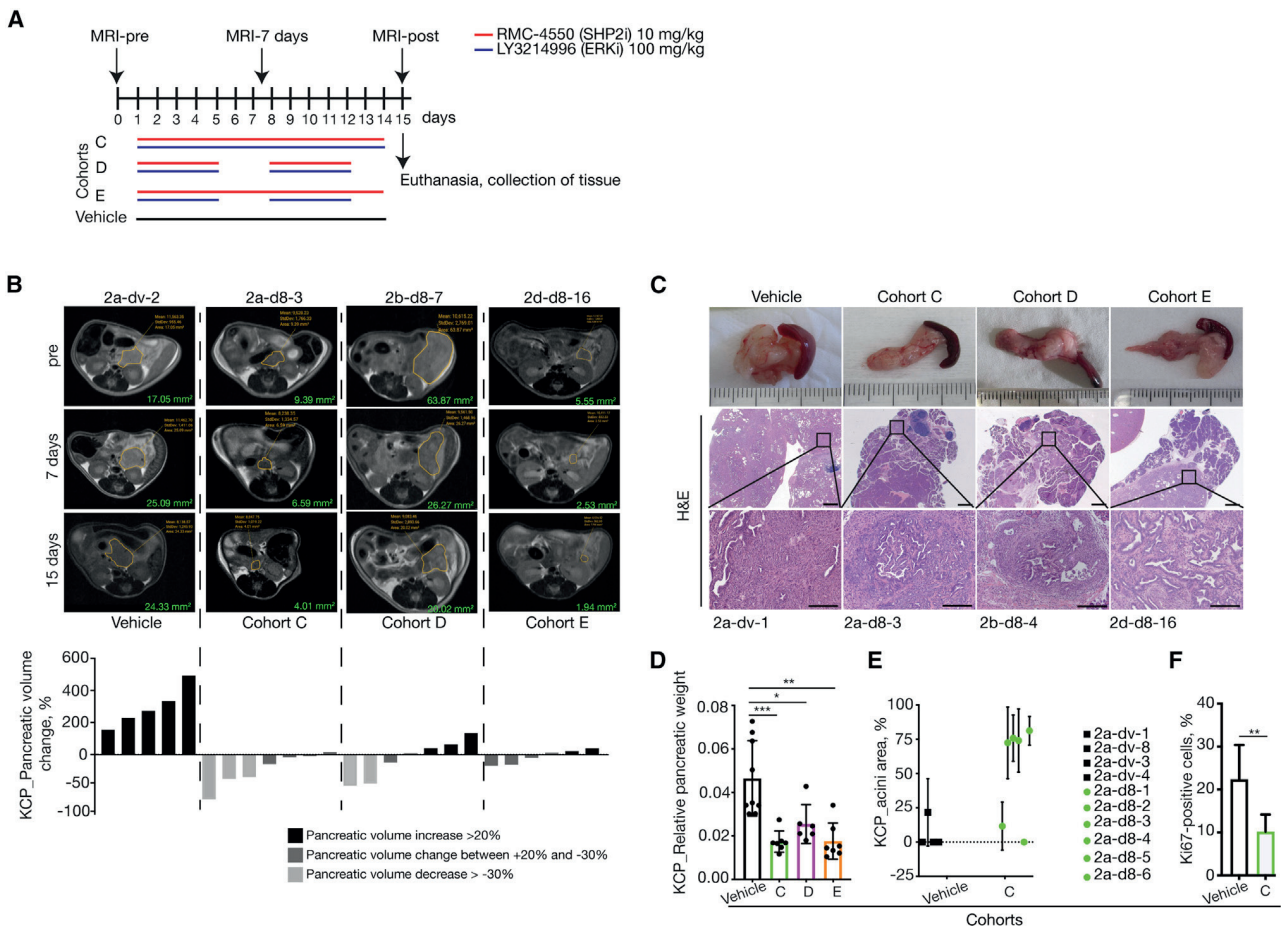 A
MRI-pre
MRI-7 days
MRI-post
RMC-4550 (SHP2i) 10 mg/kg
LY3214996 (ERKi) 100 mg/kg
0 1 2 3 4 5 6 7 8 9 10 11 12 13 14 15 days
Cohorts
C
D
E
Vehicle
Euthanasia, collection of tissue
B
2a-dv-2
2a-d8-3
2b-d8-7
2d-d8-16
pre
17.05 mm²
9.39 mm²
63.87 mm²
5.55 mm²
7 days
25.09 mm²
6.59 mm²
26.27 mm²
2.53 mm²
15 days
24.33 mm²
4.01 mm²
20.02 mm²
1.94 mm²
Vehicle
Cohort C
Cohort D
Cohort E
KCP_Pancreatic volume
change, %
600
400
200
0
-50
-100
Pancreatic volume increase >20%
Pancreatic volume change between +20% and -30%
Pancreatic volume decrease > -30%
C
Vehicle
Cohort C
Cohort D
Cohort E
H&E
2a-dv-1
2a-d8-3
2b-d8-4
2d-d8-16
D
KCP_Relative pancreatic weight
0.08
0.06
0.04
0.02
0.00
**
*
***
Vehicle
C
D
E
E
KCP_acini area, %
100
75
50
25
0
-25
Vehicle
C
2a-dv-1
2a-dv-8
2a-dv-3
2a-dv-4
2a-d8-1
2a-d8-2
2a-d8-3
2a-d8-4
2a-d8-5
2a-d8-6
F
Ki67-positive cells, %
40
30
20
10
0
**
Vehicle
C
Cohorts